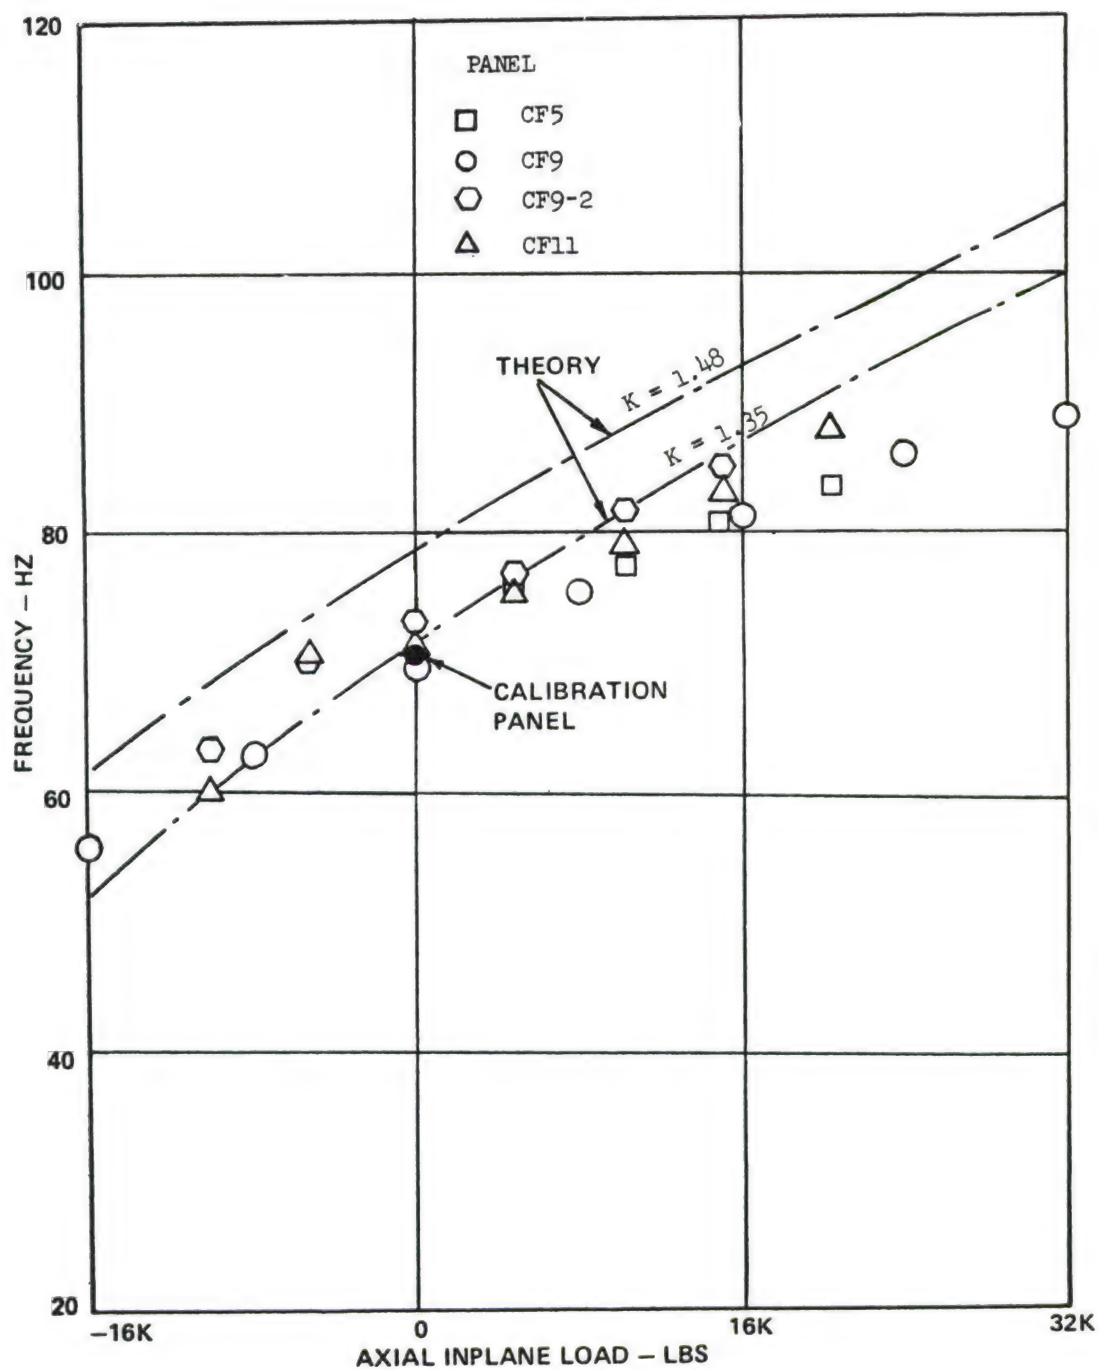 120
PANEL
CF5
CF9
CF9-2
CF11
100
THEORY
K = 1.48
K = 1.35
80
FREQUENCY – HZ
CALIBRATION
PANEL
60
40
20
–16K
0
16K
32K
AXIAL INPLANE LOAD – LBS